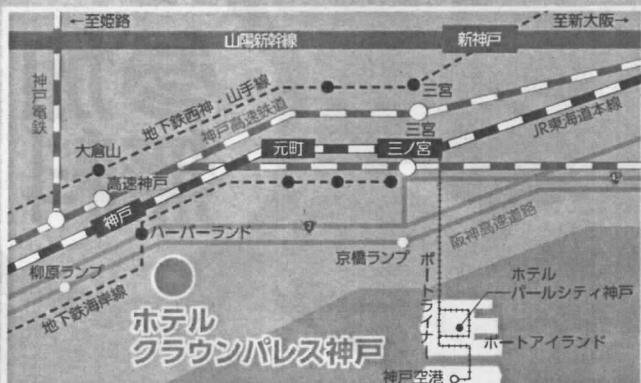 ←至姫路
至新大阪→
山陽新幹線
新神戸
神戸電鉄
地下鉄西神・山手線
神戸高速鉄道
三宮
三宮
JR東海道本線
大倉山
元町
三ノ宮
高速神戸
神戸
ハーバーランド
2
阪神高速道路
柳原ランプ
京橋ランプ
ポートライナー
ホテル
パールシティ神戸
地下鉄海岸線
ホテル
クラウンパレス神戸
ポートアイランド
神戸空港